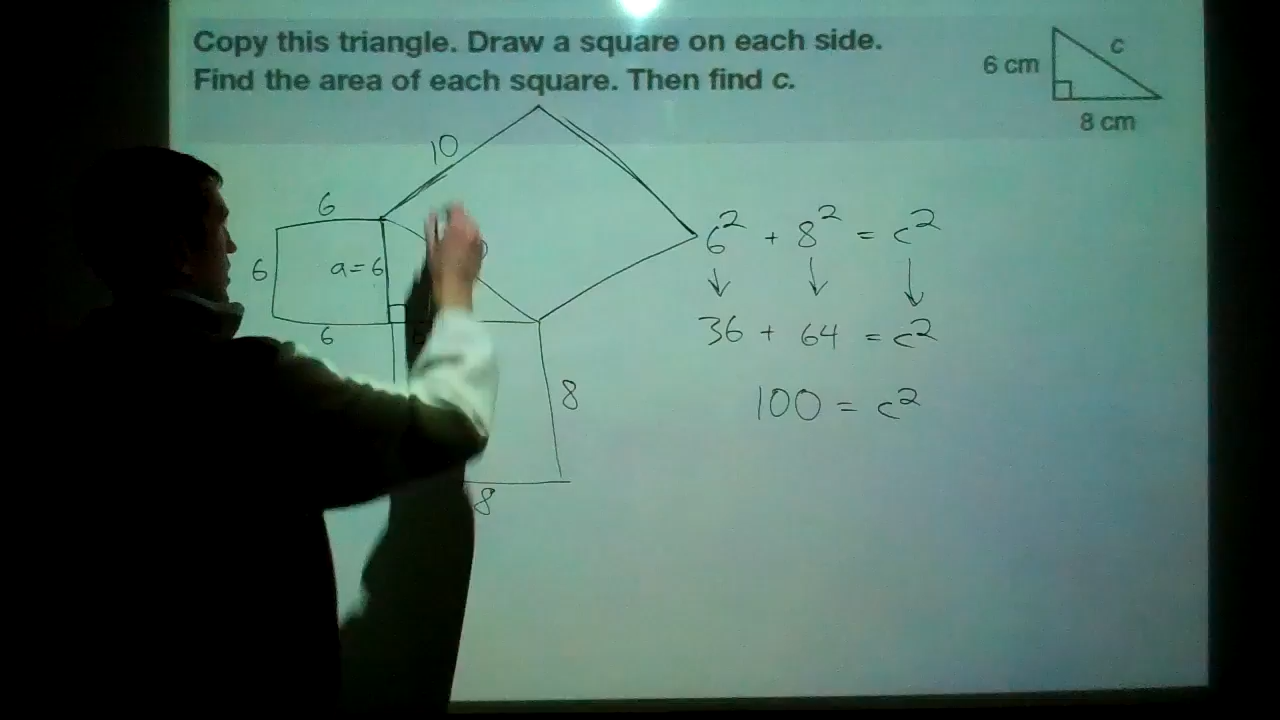 Copy this triangle. Draw a square on each side.
Find the area of each square. Then find c.
6 cm
c
8 cm
10
6
6
a=6
6
8
8
6² + 8² = c²
↓ ↓ ↓
36 + 64 = c²
100 = c²